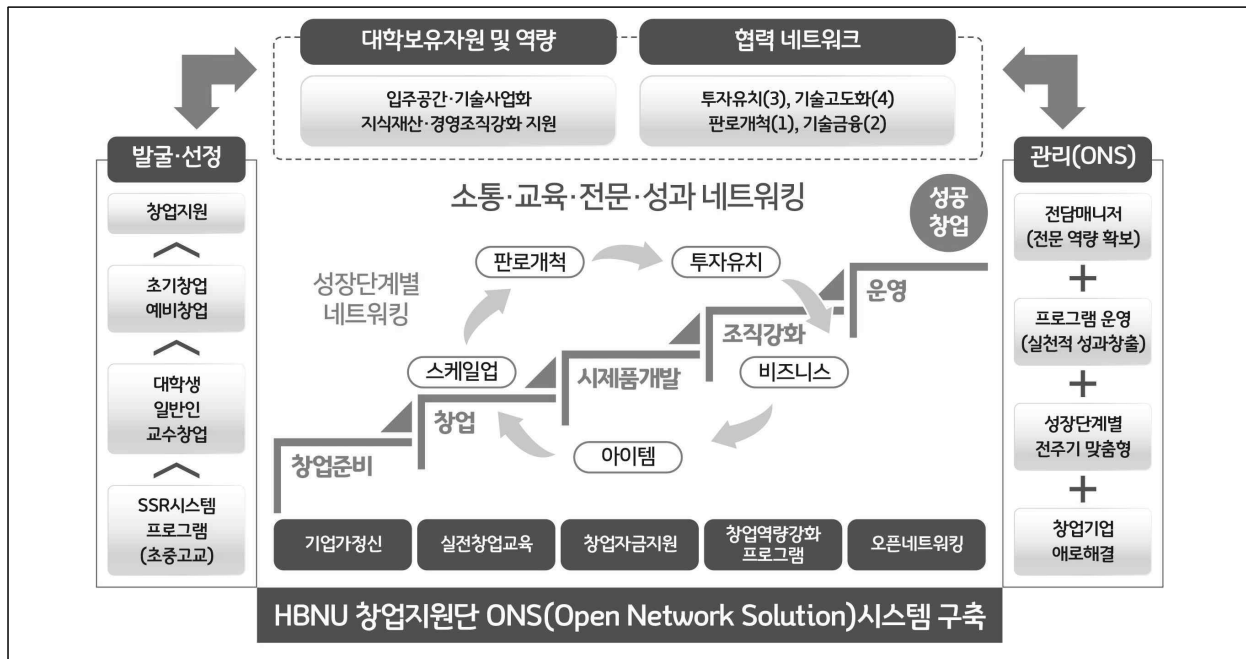 대학보유자원 및 역량
협력 네트워크
입주공간·기술사업화
지식재산·경영조직강화 지원
투자유치(3), 기술고도화(4)
판로개척(1), 기술금융(2)
발굴·선정
창업지원
초기창업
예비창업
대학생
일반인
교수창업
SSR시스템
프로그램
(초중고교)
소통·교육·전문·성과 네트워킹
성공
창업
성장단계별
네트워킹
판로개척
투자유치
스케일업
비즈니스
아이템
창업준비
창업
시제품개발
조직강화
운영
기업가정신
실전창업교육
창업자금지원
창업역량강화
프로그램
오픈네트워킹
관리(ONS)
전담매니저
(전문 역량 확보)
+
프로그램 운영
(실천적 성과창출)
+
성장단계별
전주기 맞춤형
+
창업기업
애로해결
HBNU 창업지원단 ONS(Open Network Solution)시스템 구축